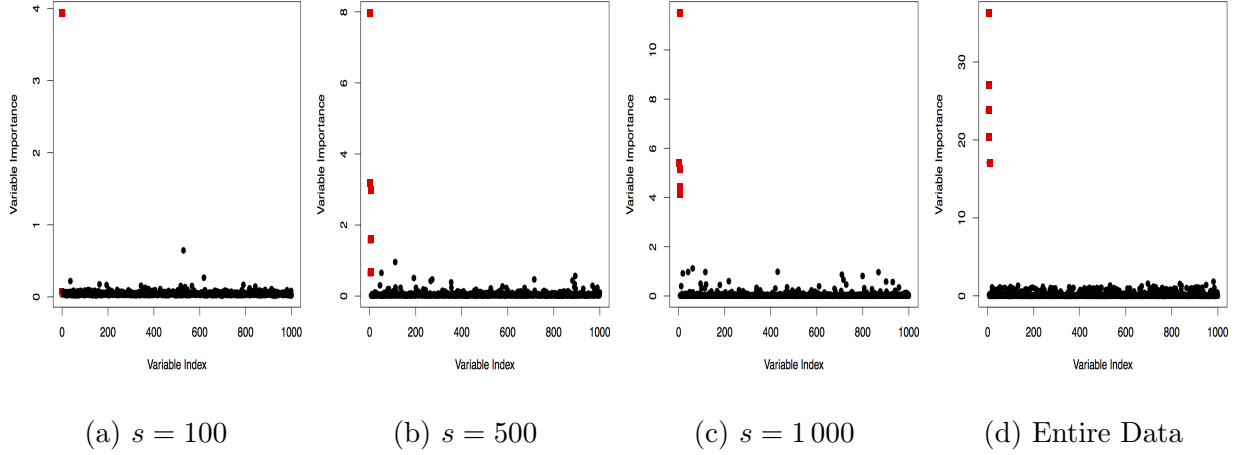 Variable Importance
4
3
2
1
0
0 200 400 600 800 1000
Variable Index
(a) s = 100
Variable Importance
8
6
4
2
0
0 200 400 600 800 1000
Variable Index
(b) s = 500
Variable Importance
10
8
6
4
2
0
0 200 400 600 800 1000
Variable Index
(c) s = 1 000
Variable Importance
30
20
10
0
0 200 400 600 800 1000
Variable Index
(d) Entire Data